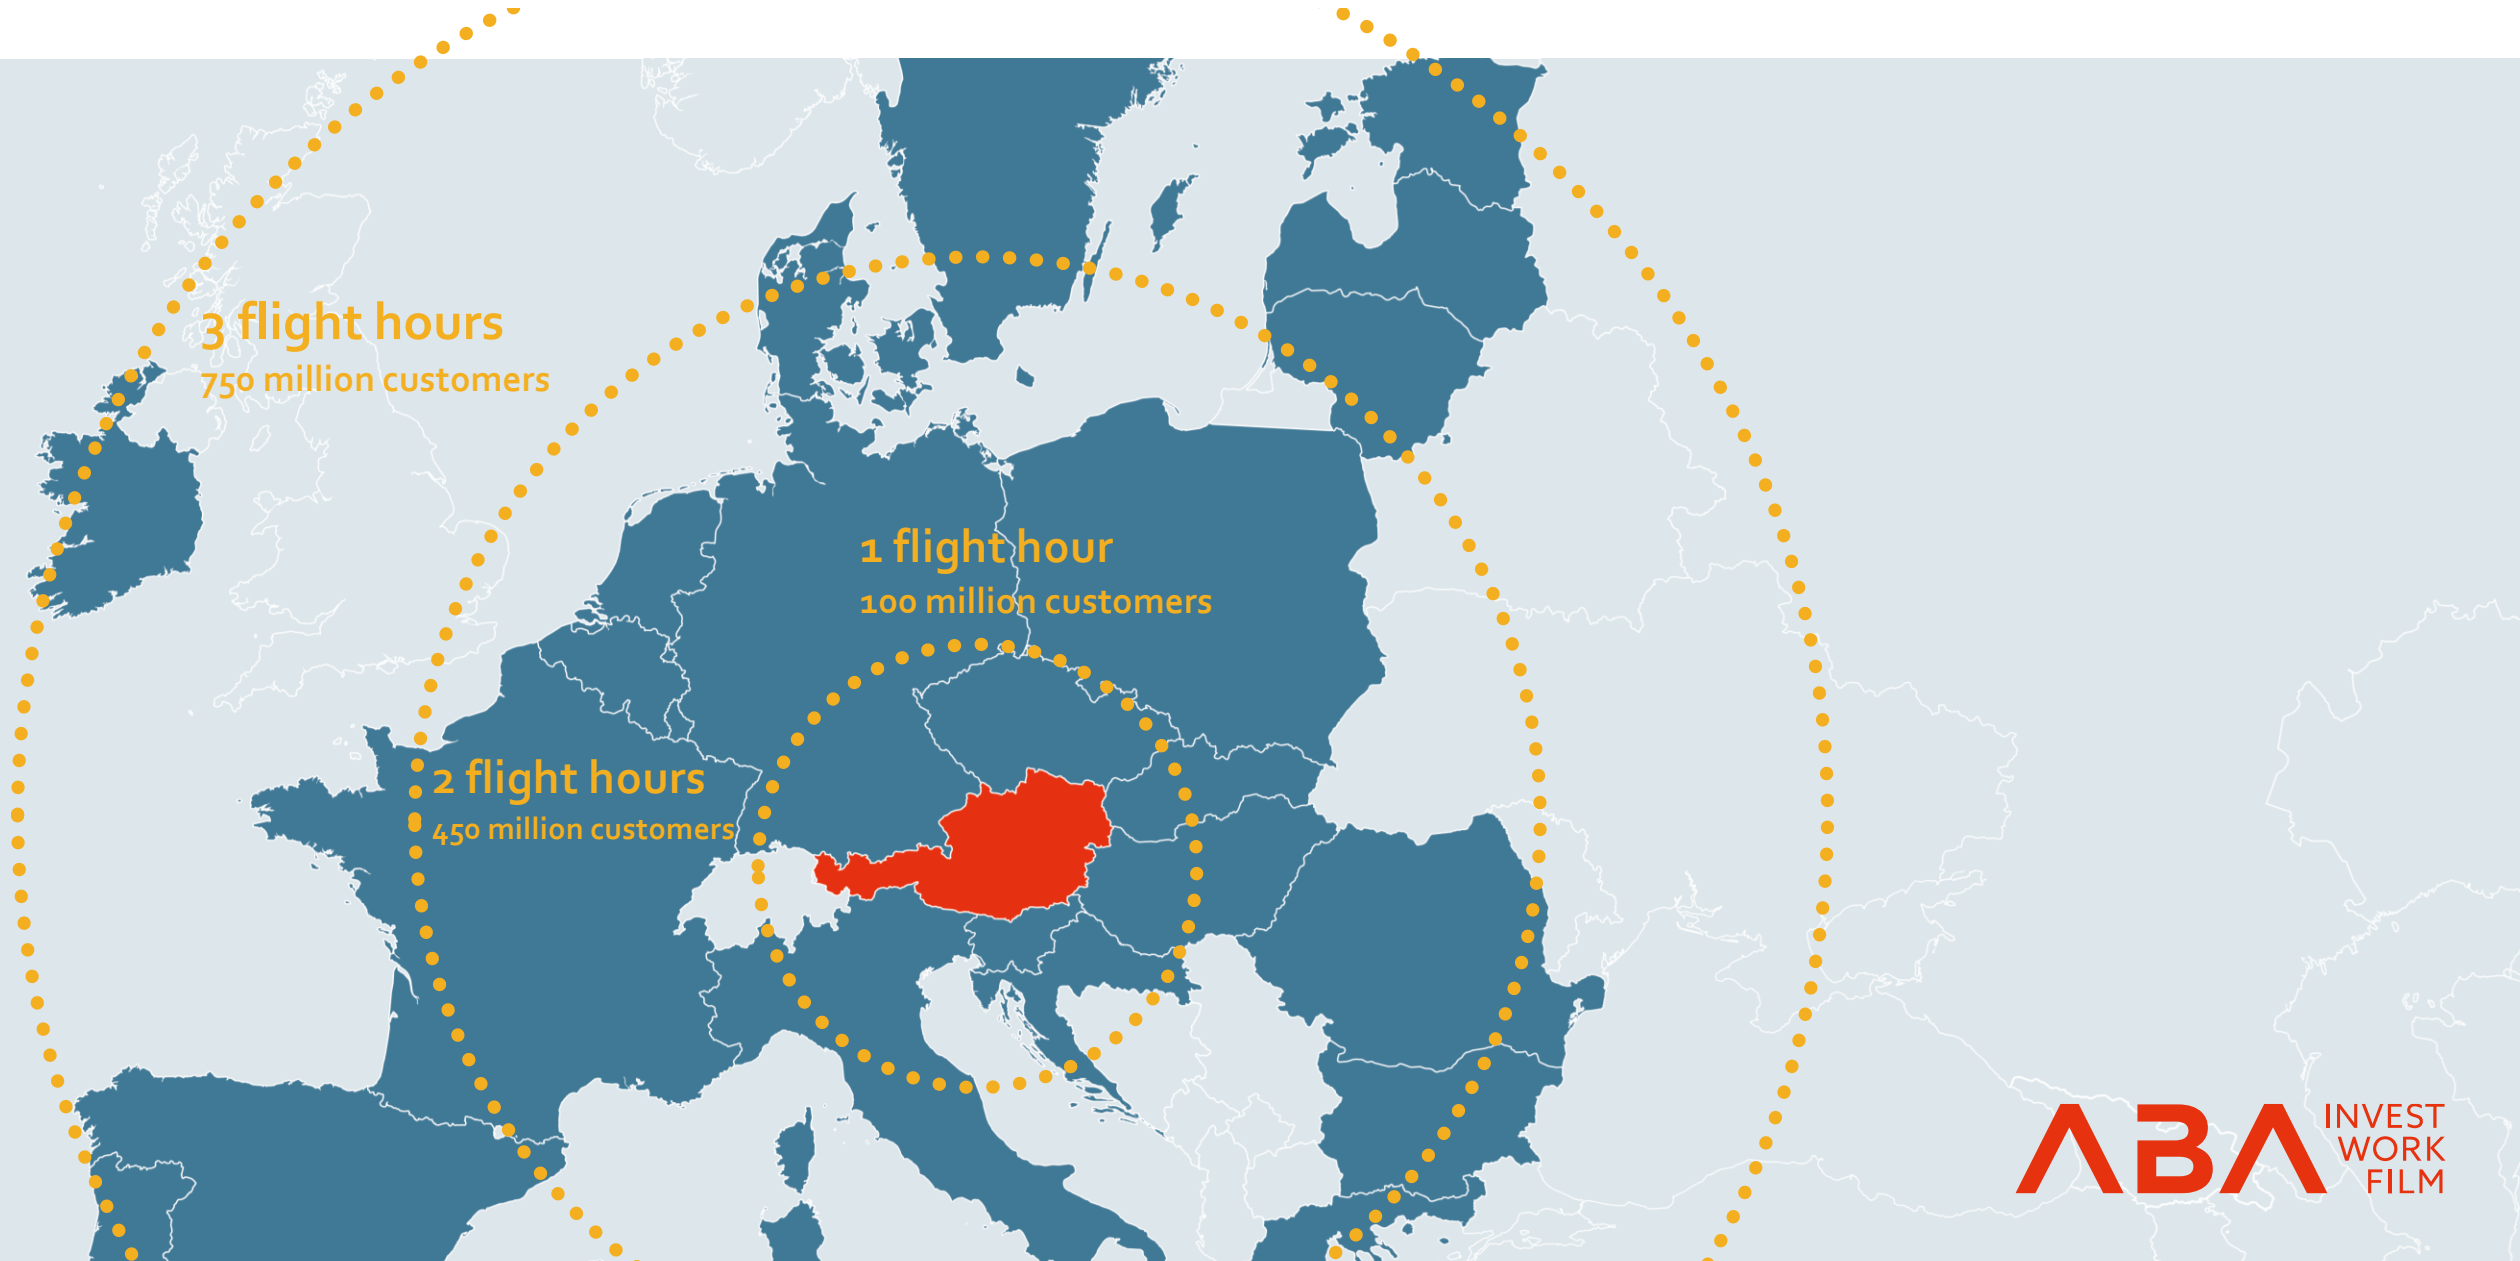 3 flight hours
750 million customers
1 flight hour
100 million customers
2 flight hours
450 million customers
ABA
INVEST
WORK
FILM